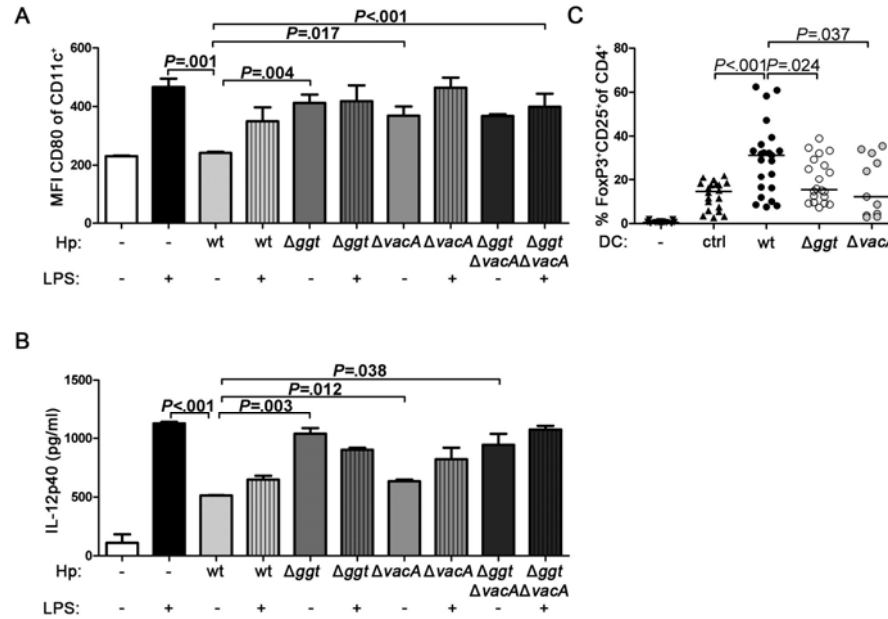 A
P<.001
P=.017
P=.001
P=.004
MFI CD80 of CD11c⁺
600
400
200
0
Hp: - - wt wt Δggt Δggt ΔvacA ΔvacA Δggt Δggt
ΔvacA ΔvacA
LPS: - + - + - + - + - +
C
P=.037
P<.001 P=.024
% FoxP3⁺CD25⁺of CD4⁺
80
60
40
20
0
DC: - ctrl wt Δggt ΔvacA
B
P=.038
P=.012
P<.001 P=.003
IL-12p40 (pg/ml)
1500
1000
500
0
Hp: - - wt wt Δggt Δggt ΔvacA ΔvacA Δggt Δggt
ΔvacA ΔvacA
LPS: - + - + - + - + - +